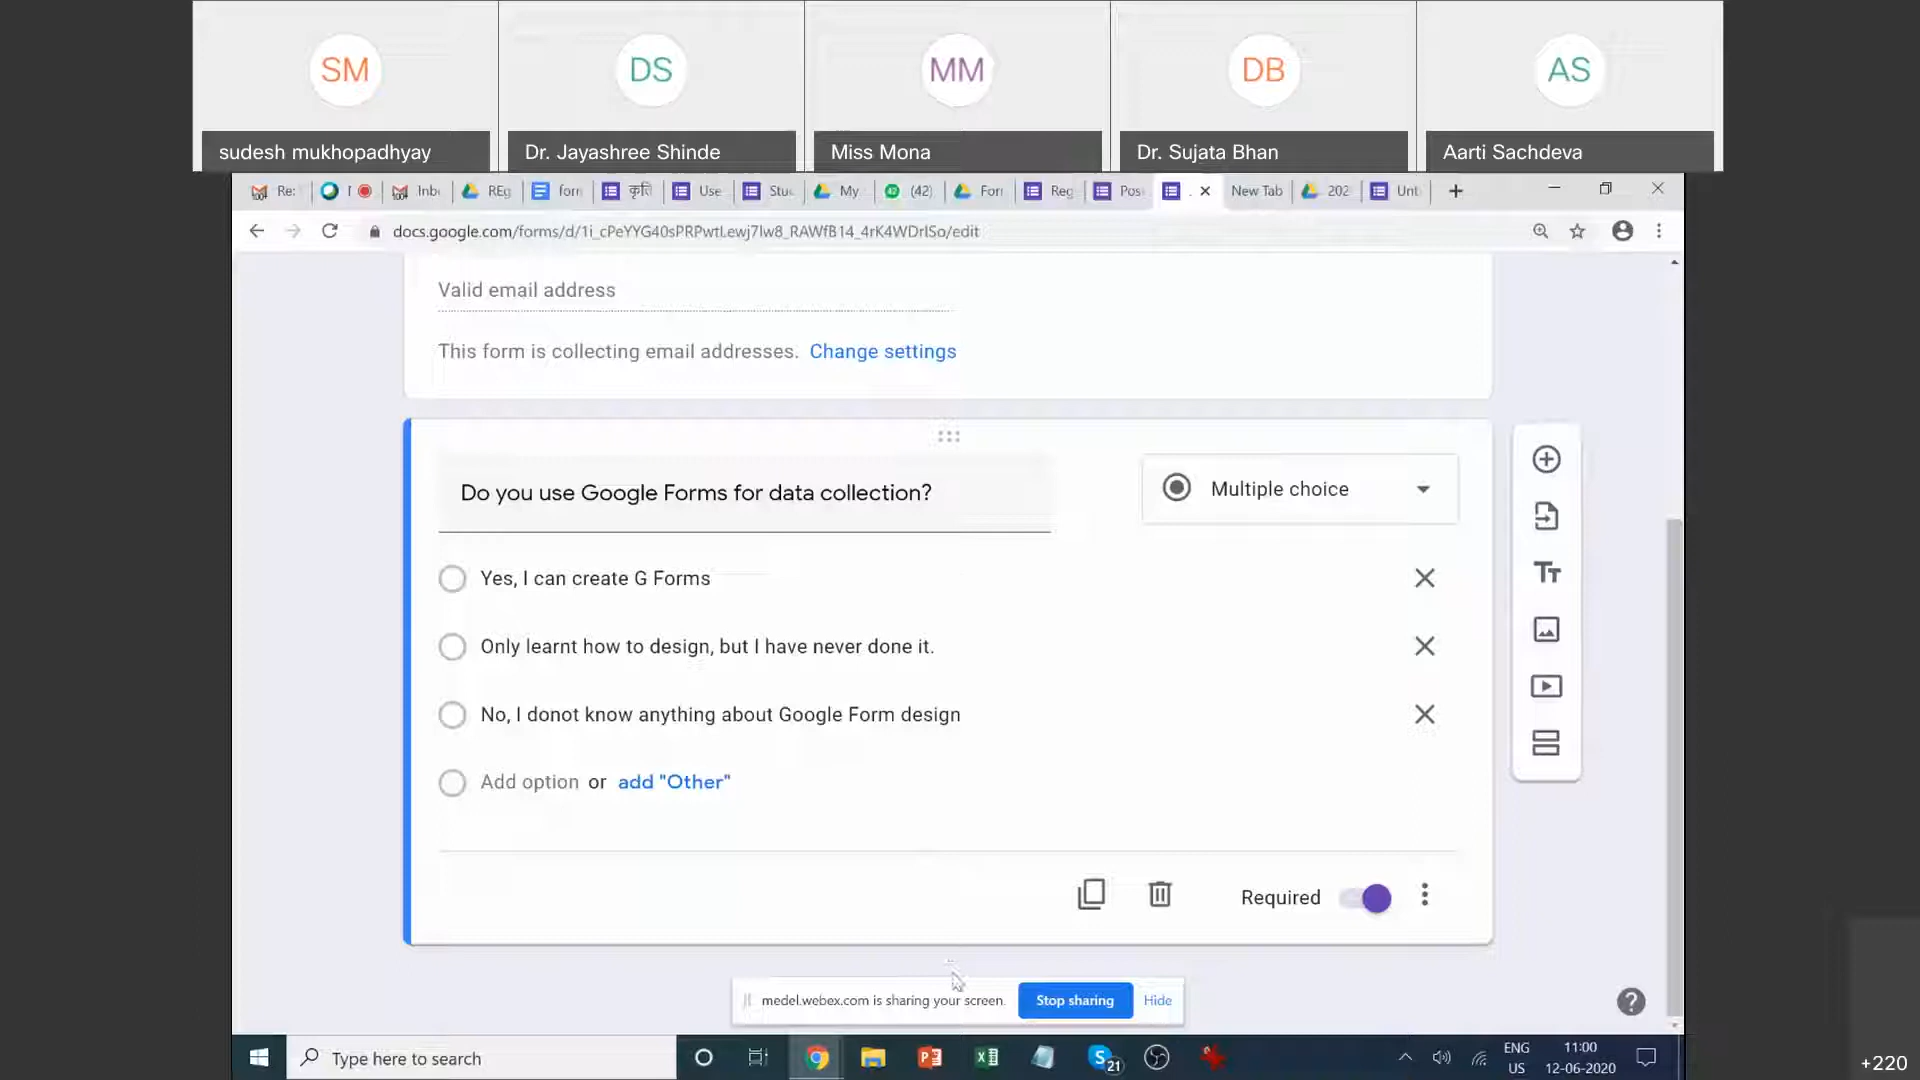 SM
DS
MM
DB
AS
sudesh mukhopadhyay
Dr. Jayashree Shinde
Miss Mona
Dr. Sujata Bhan
Aarti Sachdeva
Re:
Inb
REg
forr
कृति
Use
Stu
My
(42)
For
Reg
Pos
New Tab
202
Unt
docs.google.com/forms/d/1i_cPeYYG40sPRPwtLewj7lw8_RAWfB14_4rK4WDrlSo/edit
Valid email address
This form is collecting email addresses. Change settings
Do you use Google Forms for data collection?
Multiple choice
Yes, I can create G Forms
Only learnt how to design, but I have never done it.
No, I donot know anything about Google Form design
Add option or add "Other"
Required
medel.webex.com is sharing your screen.
Stop sharing
Hide
Type here to search
21
ENG
US
11:00
12-06-2020
+220